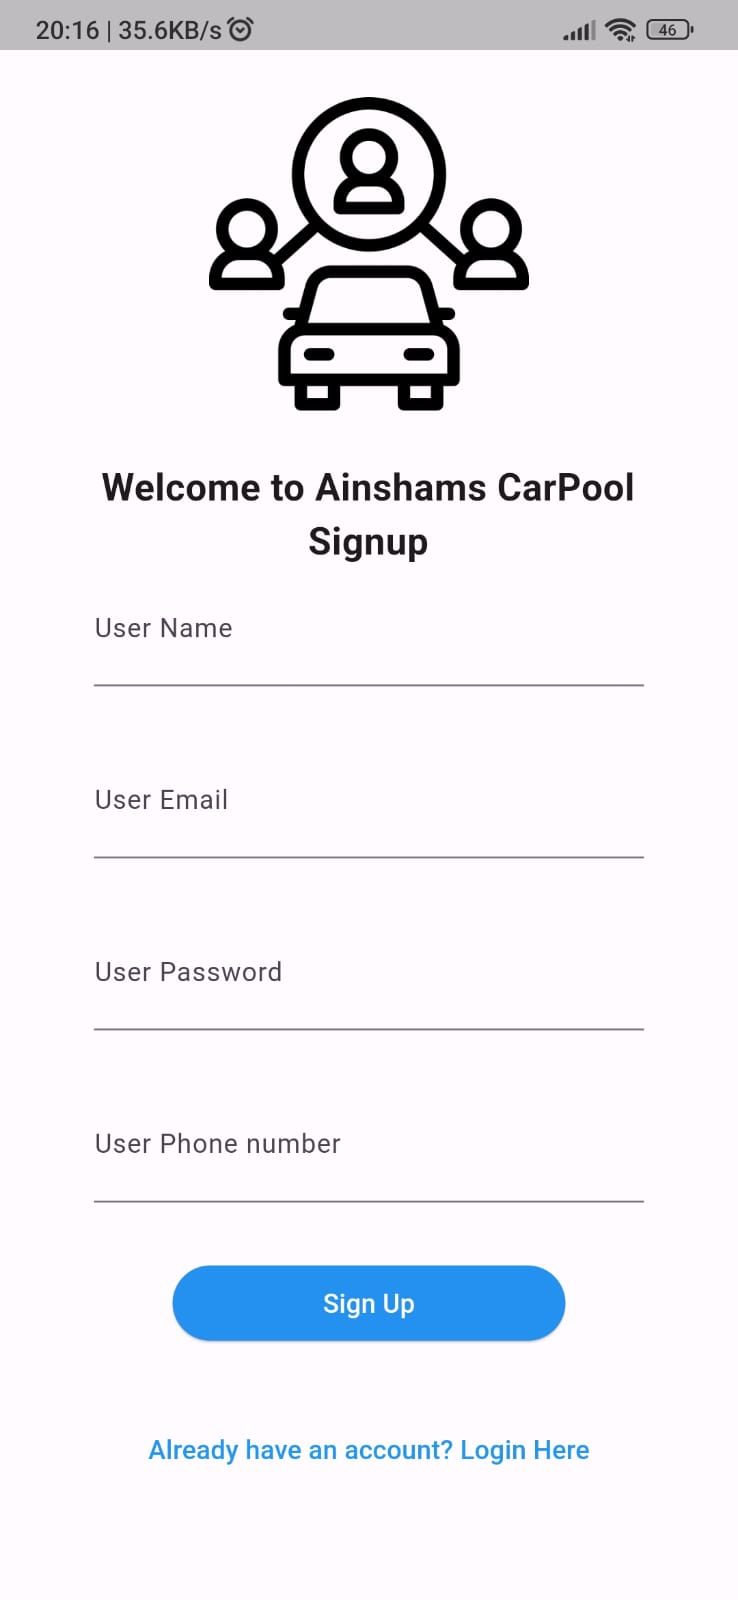 20:16 | 35.6KB/s
46
Welcome to Ainshams CarPool
Signup
User Name
User Email
User Password
User Phone number
Sign Up
Already have an account? Login Here